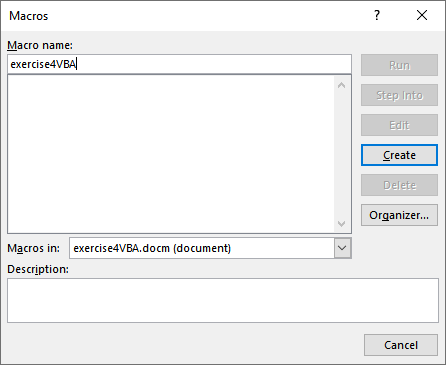 Macros
?
Macro name:
exercise4VBA
Run
Step Into
Edit
Create
Delete
Organizer...
Macros in:
exercise4VBA.docm (document)
Description:
Cancel